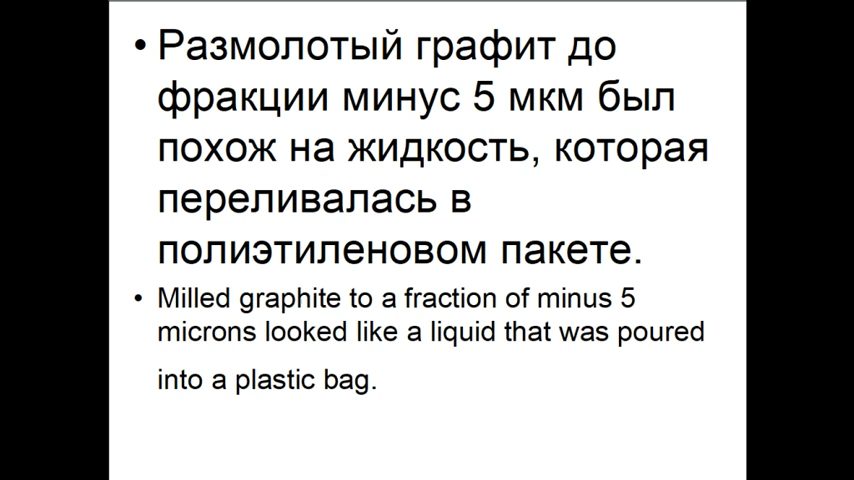 • Размолотый графит до
фракции минус 5 мкм был
похож на жидкость, которая
переливалась в
полиэтиленовом пакете.
• Milled graphite to a fraction of minus 5
microns looked like a liquid that was poured
into a plastic bag.